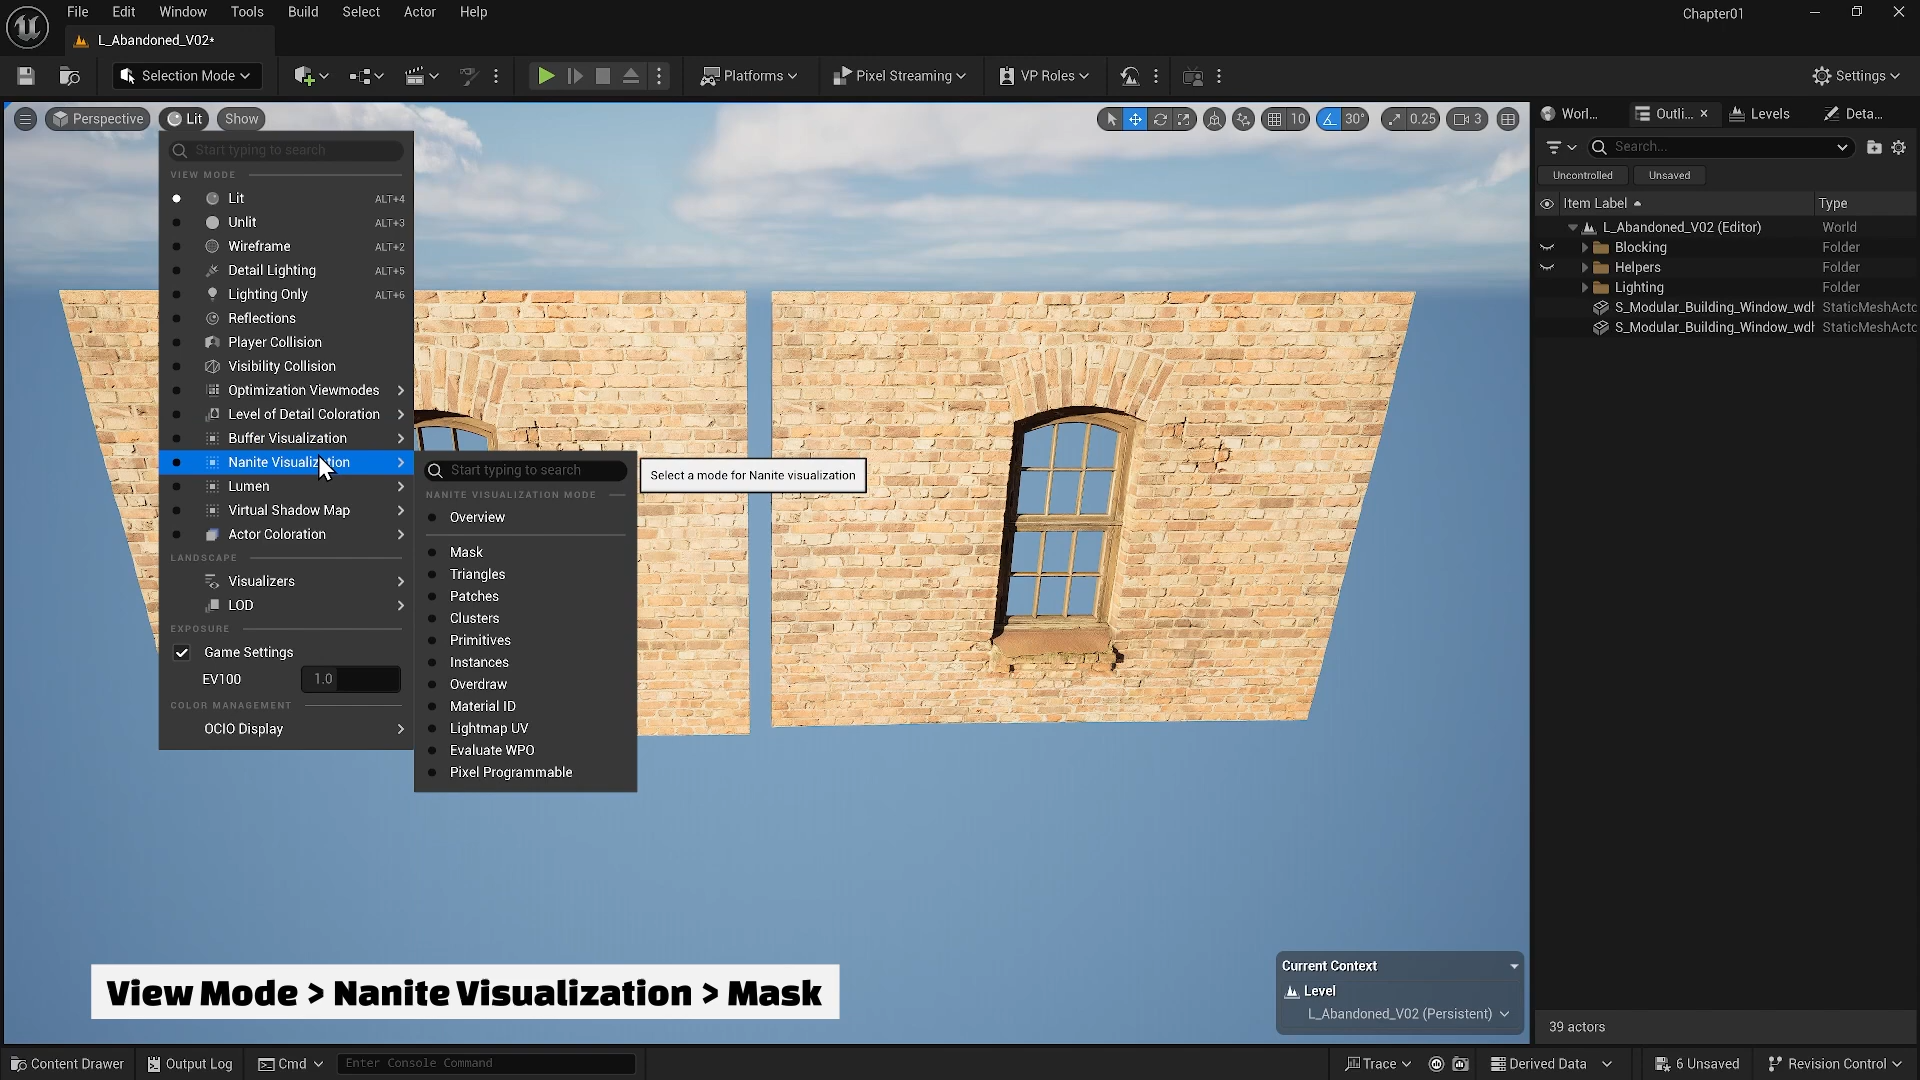 File Edit Window Tools Build Select Actor Help
Chapter01
L_Abandoned_V02*
Selection Mode
Platforms
Pixel Streaming
VP Roles
Settings
Perspective Lit Show
10 30° 0.25 3
Worl... Outli... Levels Deta...
Start typing to search
VIEW MODE
Lit ALT+4
Unlit ALT+3
Wireframe ALT+2
Detail Lighting ALT+5
Lighting Only ALT+6
Reflections
Player Collision
Visibility Collision
Optimization Viewmodes
Level of Detail Coloration
Buffer Visualization
Nanite Visualization
Lumen
Virtual Shadow Map
Actor Coloration
LANDSCAPE
Visualizers
LOD
EXPOSURE
Game Settings
EV100 1.0
COLOR MANAGEMENT
OCIO Display
Start typing to search
NANITE VISUALIZATION MODE
Overview
Mask
Triangles
Patches
Clusters
Primitives
Instances
Overdraw
Material ID
Lightmap UV
Evaluate WPO
Pixel Programmable
Select a mode for Nanite visualization
Search...
Uncontrolled Unsaved
Item Label Type
L_Abandoned_V02 (Editor) World
Blocking Folder
Helpers Folder
Lighting Folder
S_Modular_Building_Window_wdl StaticMeshActo
S_Modular_Building_Window_wdl StaticMeshActo
39 actors
View Mode > Nanite Visualization > Mask
Current Context
Level
L_Abandoned_V02 (Persistent)
Content Drawer Output Log Cmd Enter Console Command Trace Derived Data 6 Unsaved Revision Control